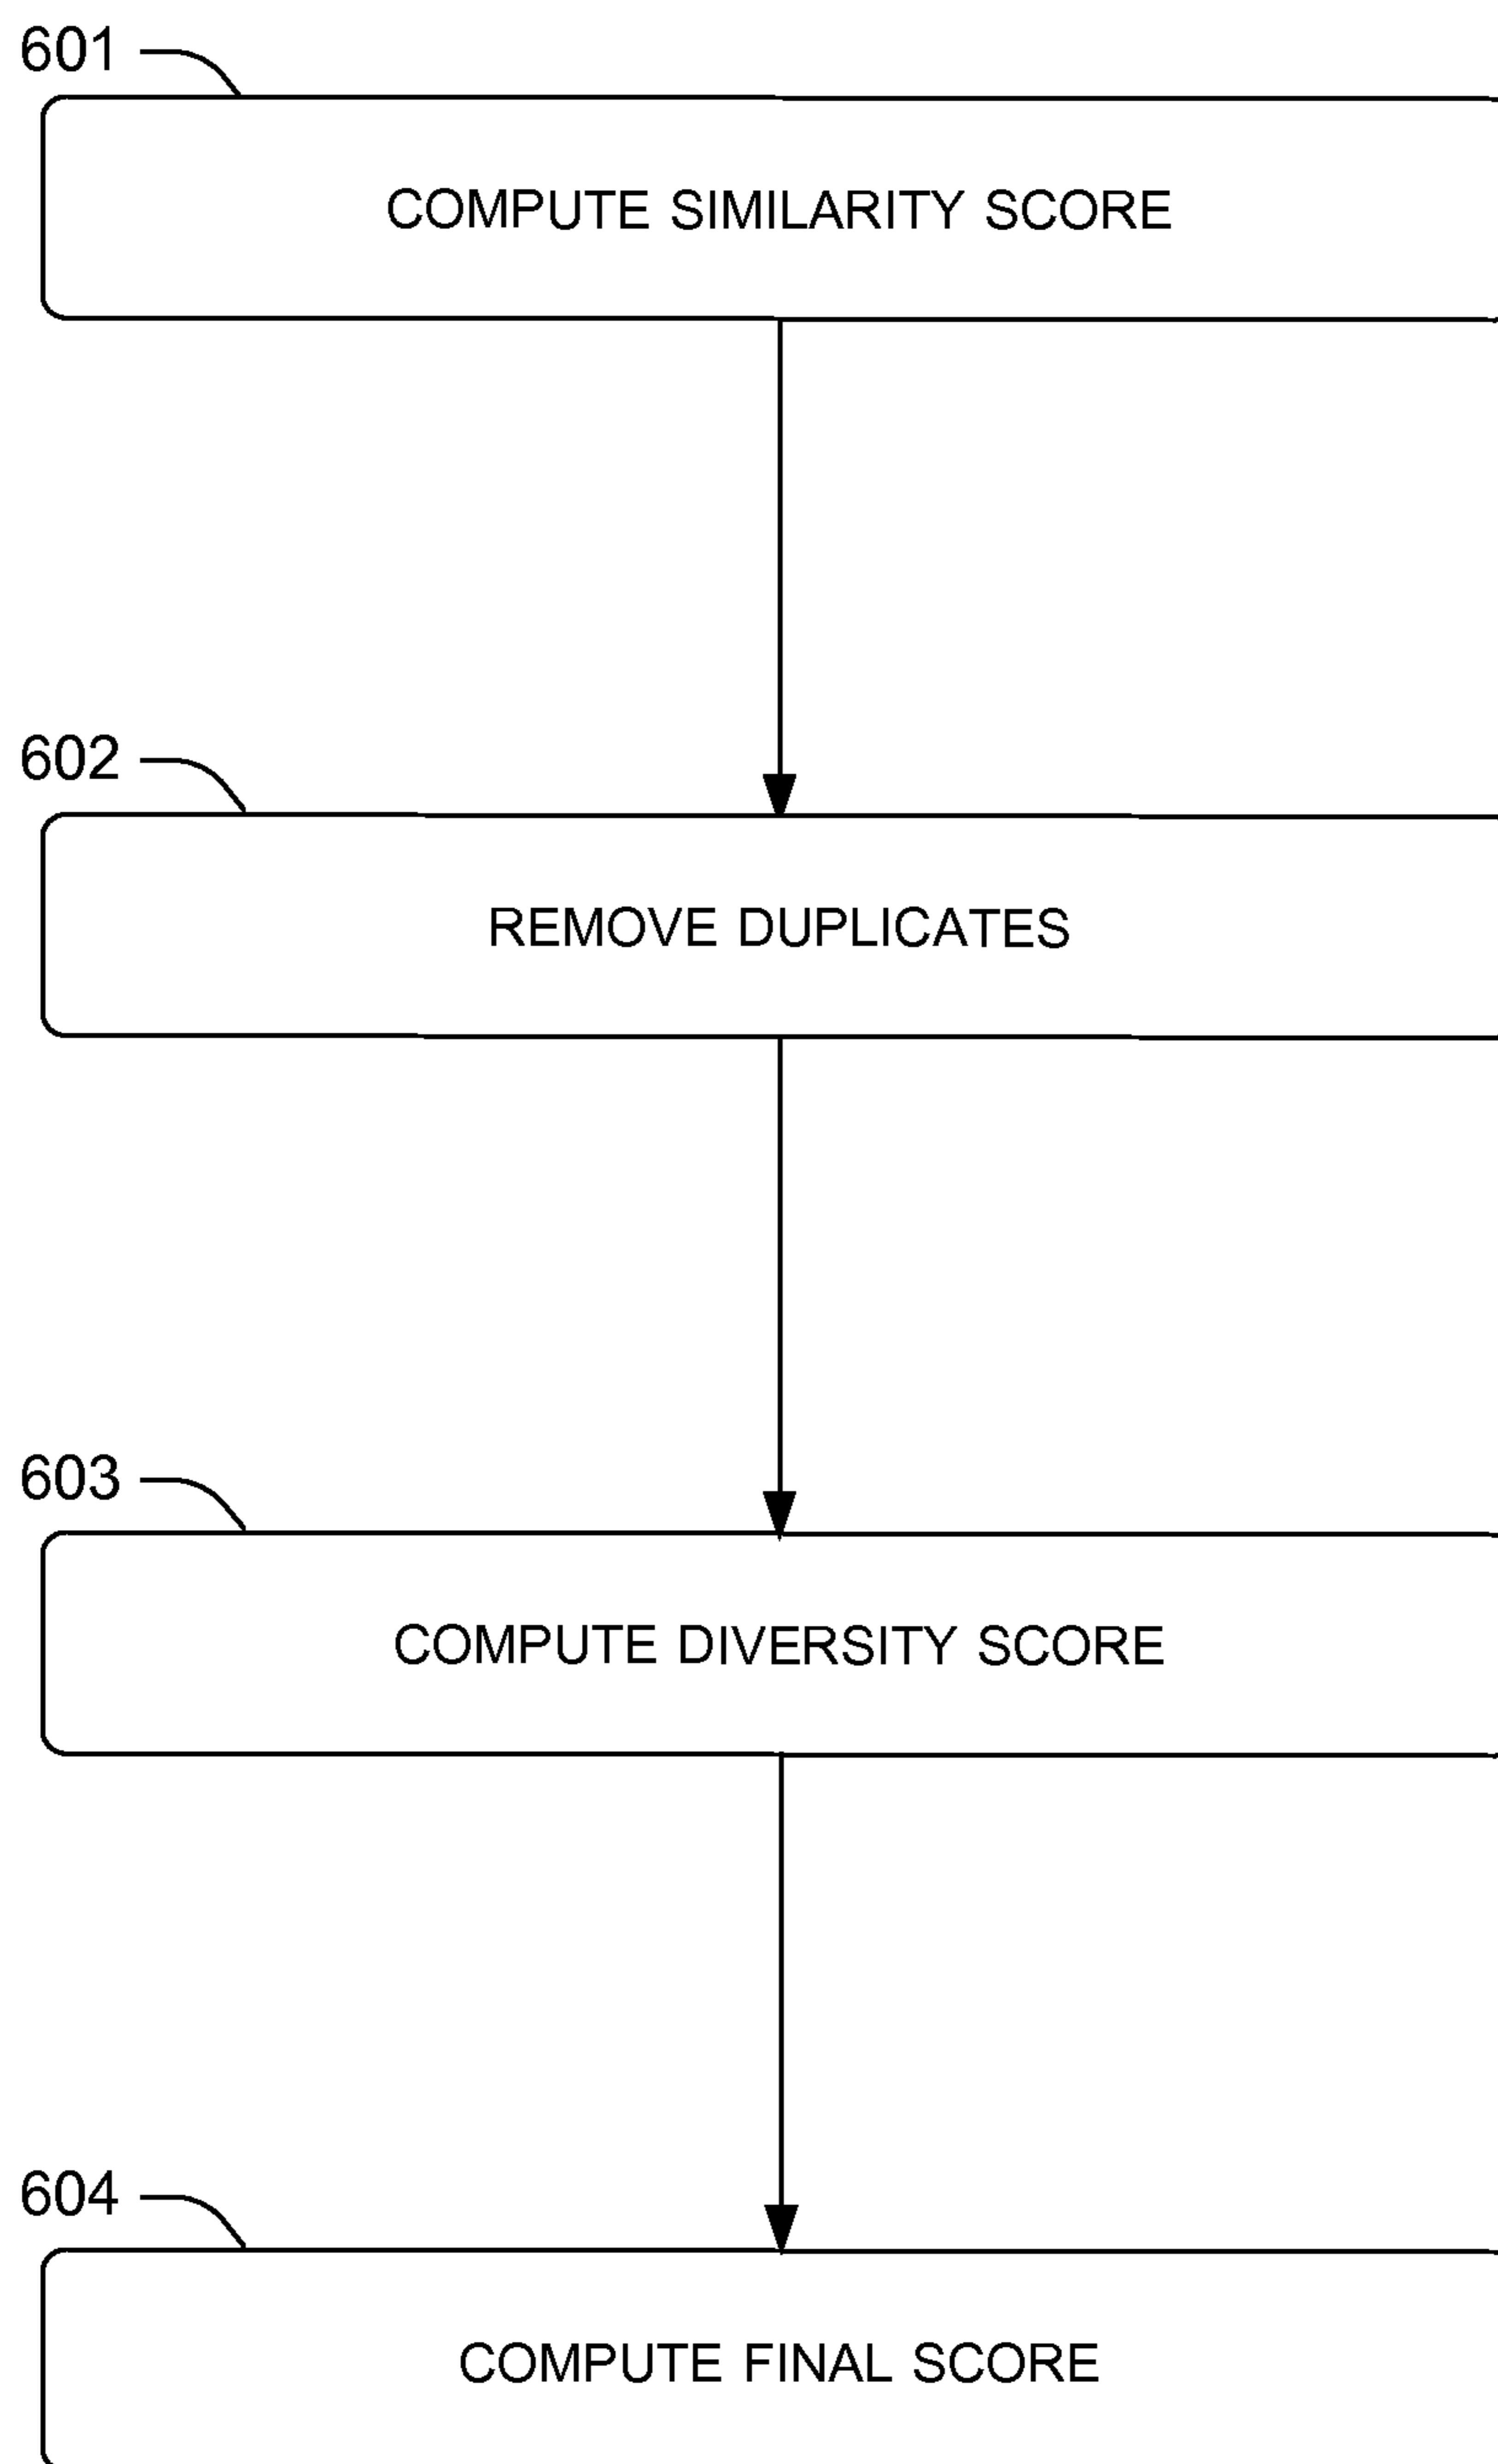 601
COMPUTE SIMILARITY SCORE
602
REMOVE DUPLICATES
603
COMPUTE DIVERSITY SCORE
604
COMPUTE FINAL SCORE